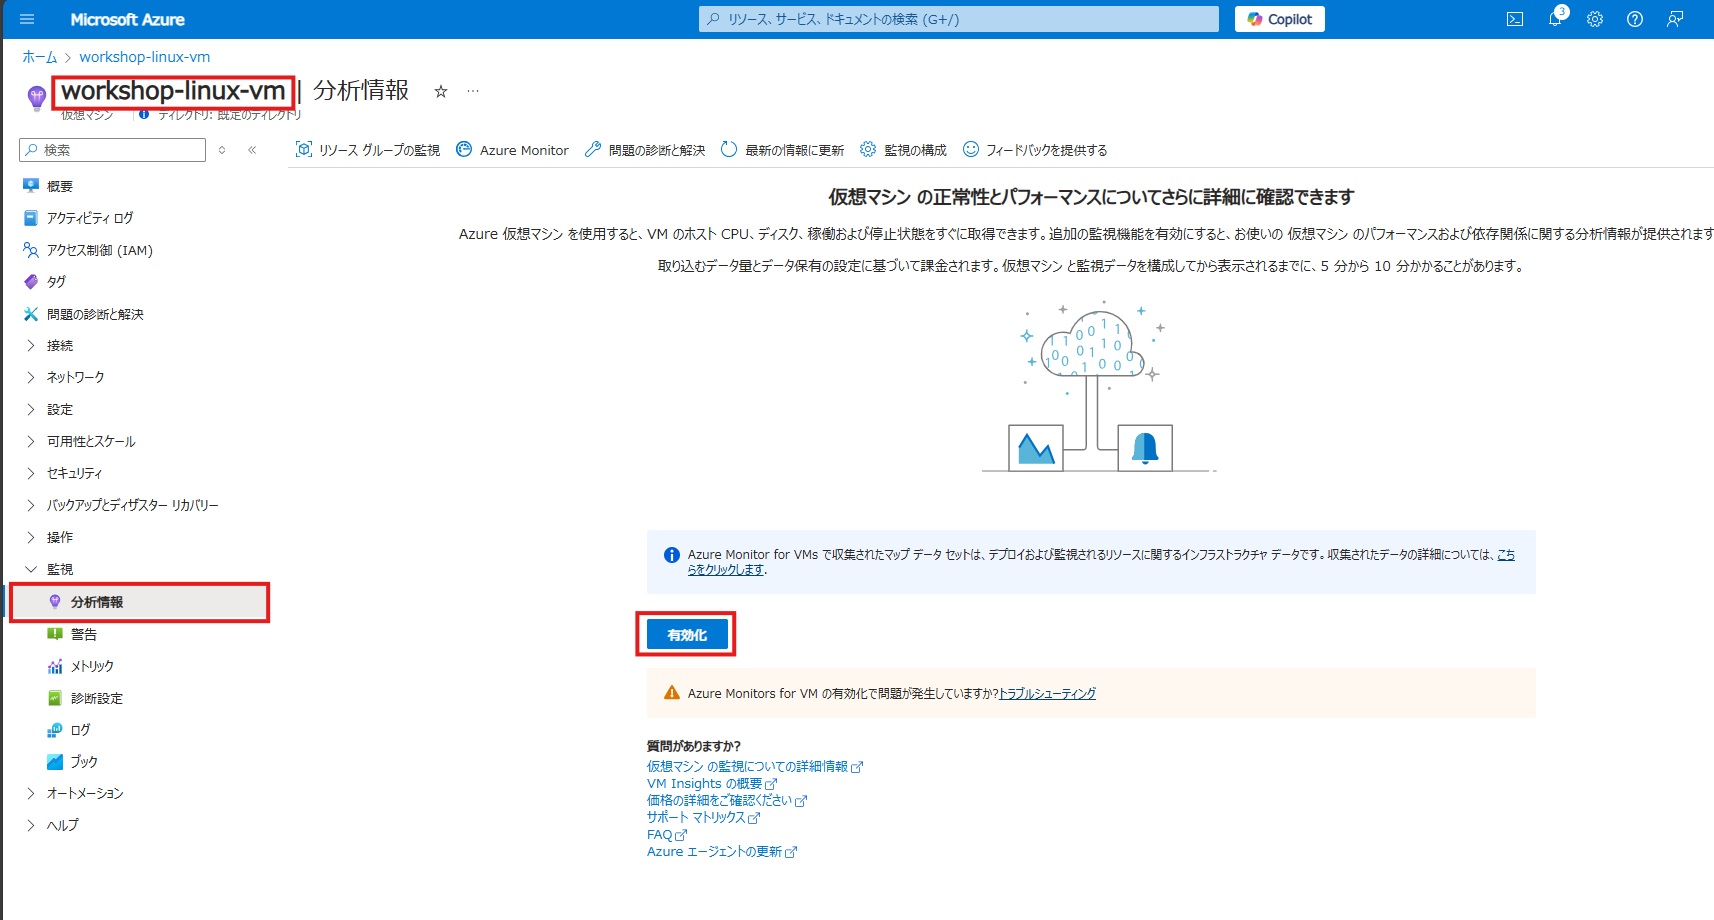 Microsoft Azure
リソース、サービス、ドキュメントの検索 (G+/)
Copilot
3
ホーム > workshop-linux-vm
workshop-linux-vm | 分析情報
仮想マシン
ディレクトリ: 既定のディレクトリ
検索
リソース グループの監視
Azure Monitor
問題の診断と解決
最新の情報に更新
監視の構成
フィードバックを提供する
概要
アクティビティ ログ
アクセス制御 (IAM)
タグ
問題の診断と解決
接続
ネットワーク
設定
可用性とスケール
セキュリティ
バックアップとディザスター リカバリー
操作
監視
分析情報
警告
メトリック
診断設定
ログ
ブック
オートメーション
ヘルプ
仮想マシン の正常性とパフォーマンスについてさらに詳細に確認できます
Azure 仮想マシン を使用すると、VM のホスト CPU、ディスク、稼働および停止状態をすぐに取得できます。追加の監視機能を有効にすると、お使いの 仮想マシン のパフォーマンスおよび依存関係に関する分析情報が提供されます
取り込むデータ量とデータ保有の設定に基づいて課金されます。仮想マシン と監視データを構成してから表示されるまでに、5 分から 10 分かかることがあります。
Azure Monitor for VMs で収集されたマップ データ セットは、デプロイおよび監視されるリソースに関するインフラストラクチャ データです。収集されたデータの詳細については、こち
らをクリックします.
有効化
Azure Monitors for VM の有効化で問題が発生していますか?トラブルシューティング
質問がありますか?
仮想マシン の監視についての詳細情報
VM Insights の概要
価格の詳細をご確認ください
サポート マトリックス
FAQ
Azure エージェントの更新